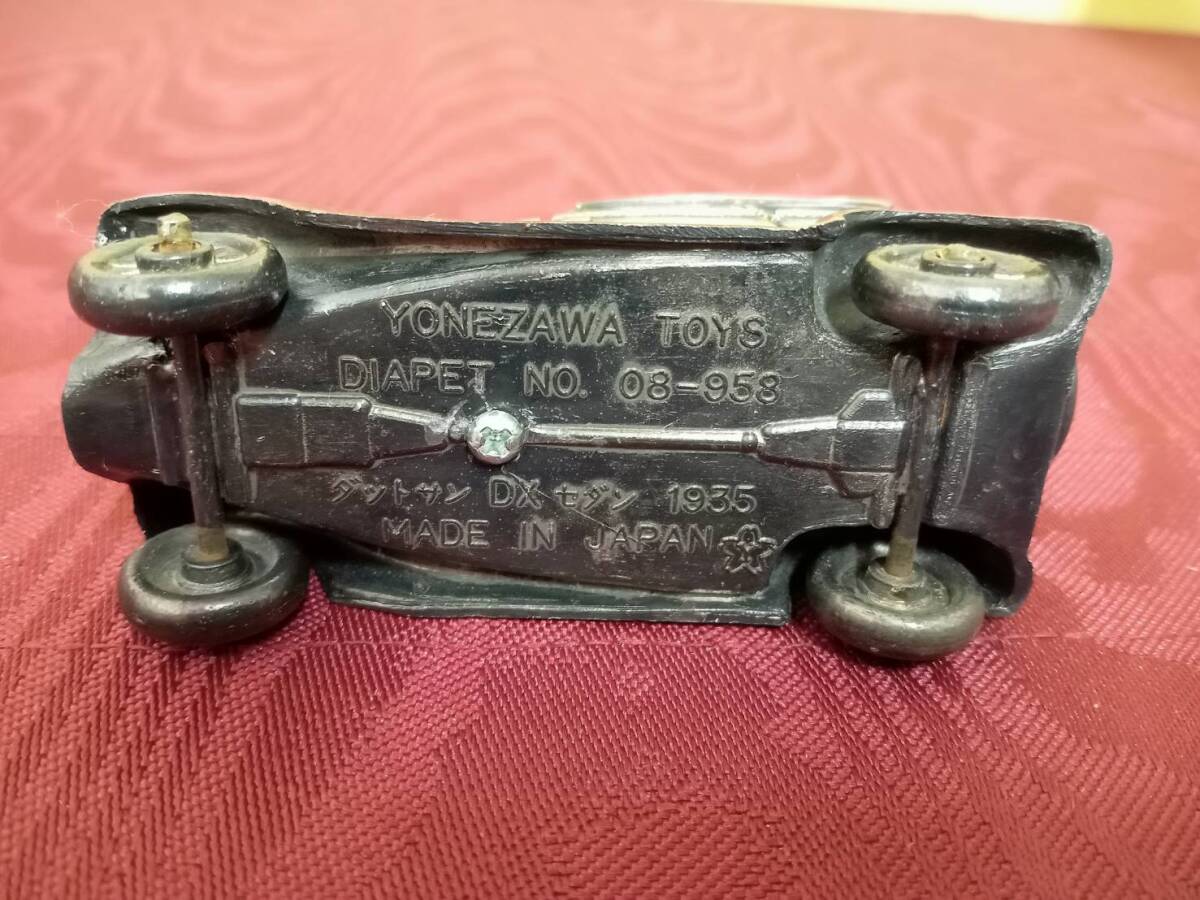 YONEZAWA TOYS
DIAPET NO. 08-958
ダットサン DX セダン 1935
MADE IN JAPAN